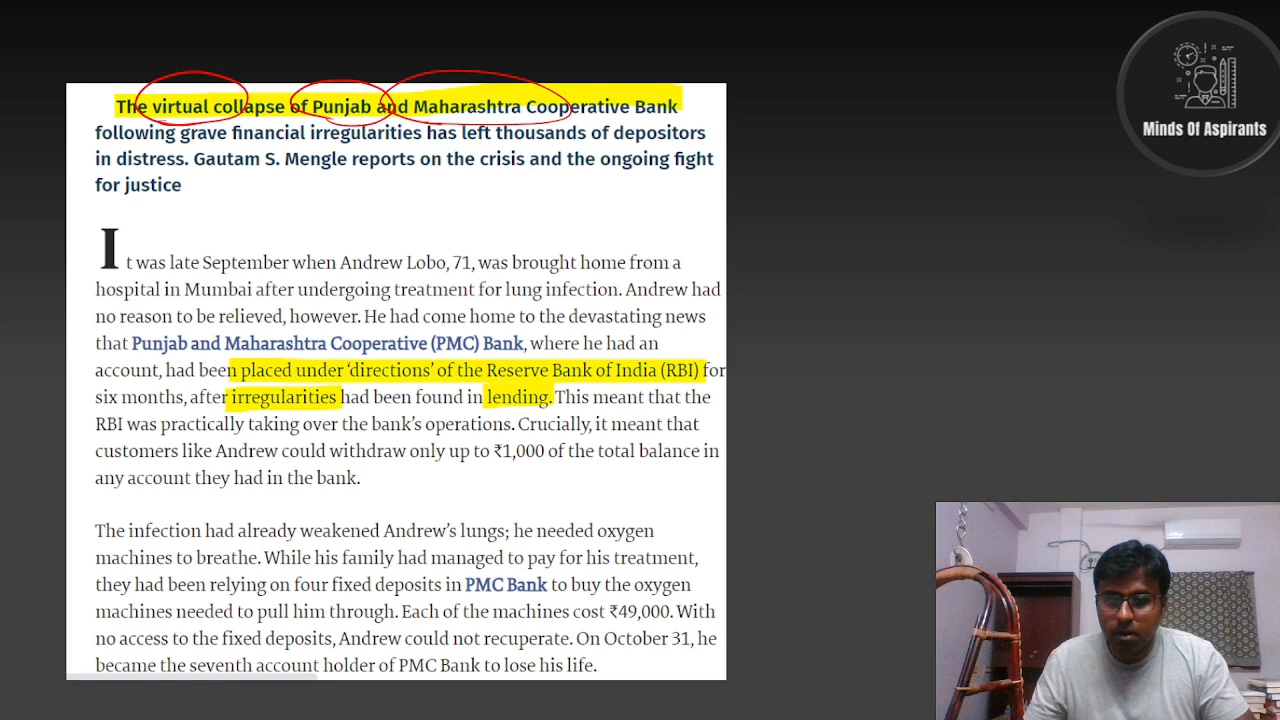 The virtual collapse of Punjab and Maharashtra Cooperative Bank
following grave financial irregularities has left thousands of depositors
in distress. Gautam S. Mengle reports on the crisis and the ongoing fight
for justice
It was late September when Andrew Lobo, 71, was brought home from a
hospital in Mumbai after undergoing treatment for lung infection. Andrew had
no reason to be relieved, however. He had come home to the devastating news
that Punjab and Maharashtra Cooperative (PMC) Bank, where he had an
account, had been placed under ‘directions’ of the Reserve Bank of India (RBI) for
six months, after irregularities had been found in lending. This meant that the
RBI was practically taking over the bank’s operations. Crucially, it meant that
customers like Andrew could withdraw only up to ₹1,000 of the total balance in
any account they had in the bank.
The infection had already weakened Andrew’s lungs; he needed oxygen
machines to breathe. While his family had managed to pay for his treatment,
they had been relying on four fixed deposits in PMC Bank to buy the oxygen
machines needed to pull him through. Each of the machines cost ₹49,000. With
no access to the fixed deposits, Andrew could not recuperate. On October 31, he
became the seventh account holder of PMC Bank to lose his life.
Minds Of Aspirants